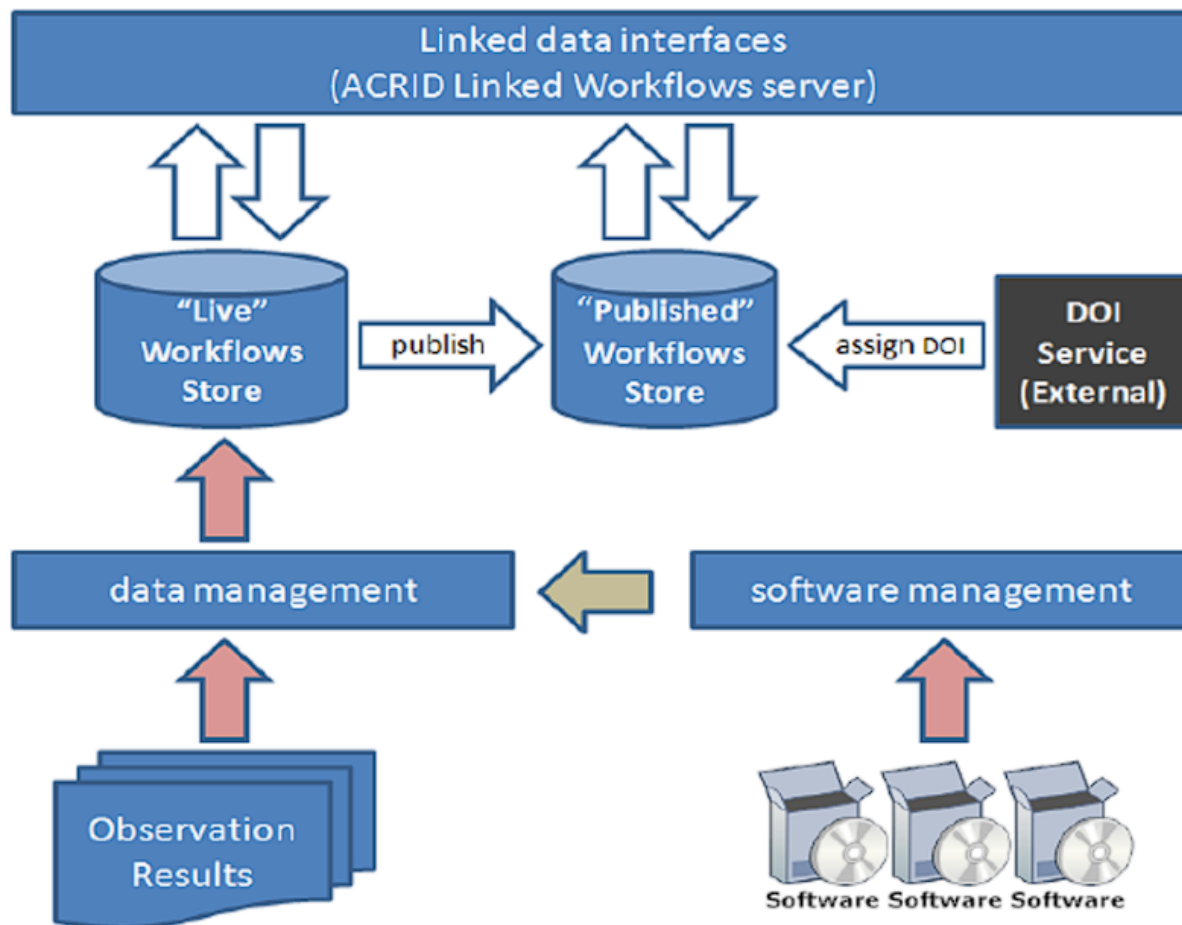 Linked data interfaces
(ACRID Linked Workflows server)
“Live”
Workflows
Store
publish
“Published”
Workflows
Store
assign DOI
DOI
Service
(External)
data management
software management
Observation
Results
Software Software Software